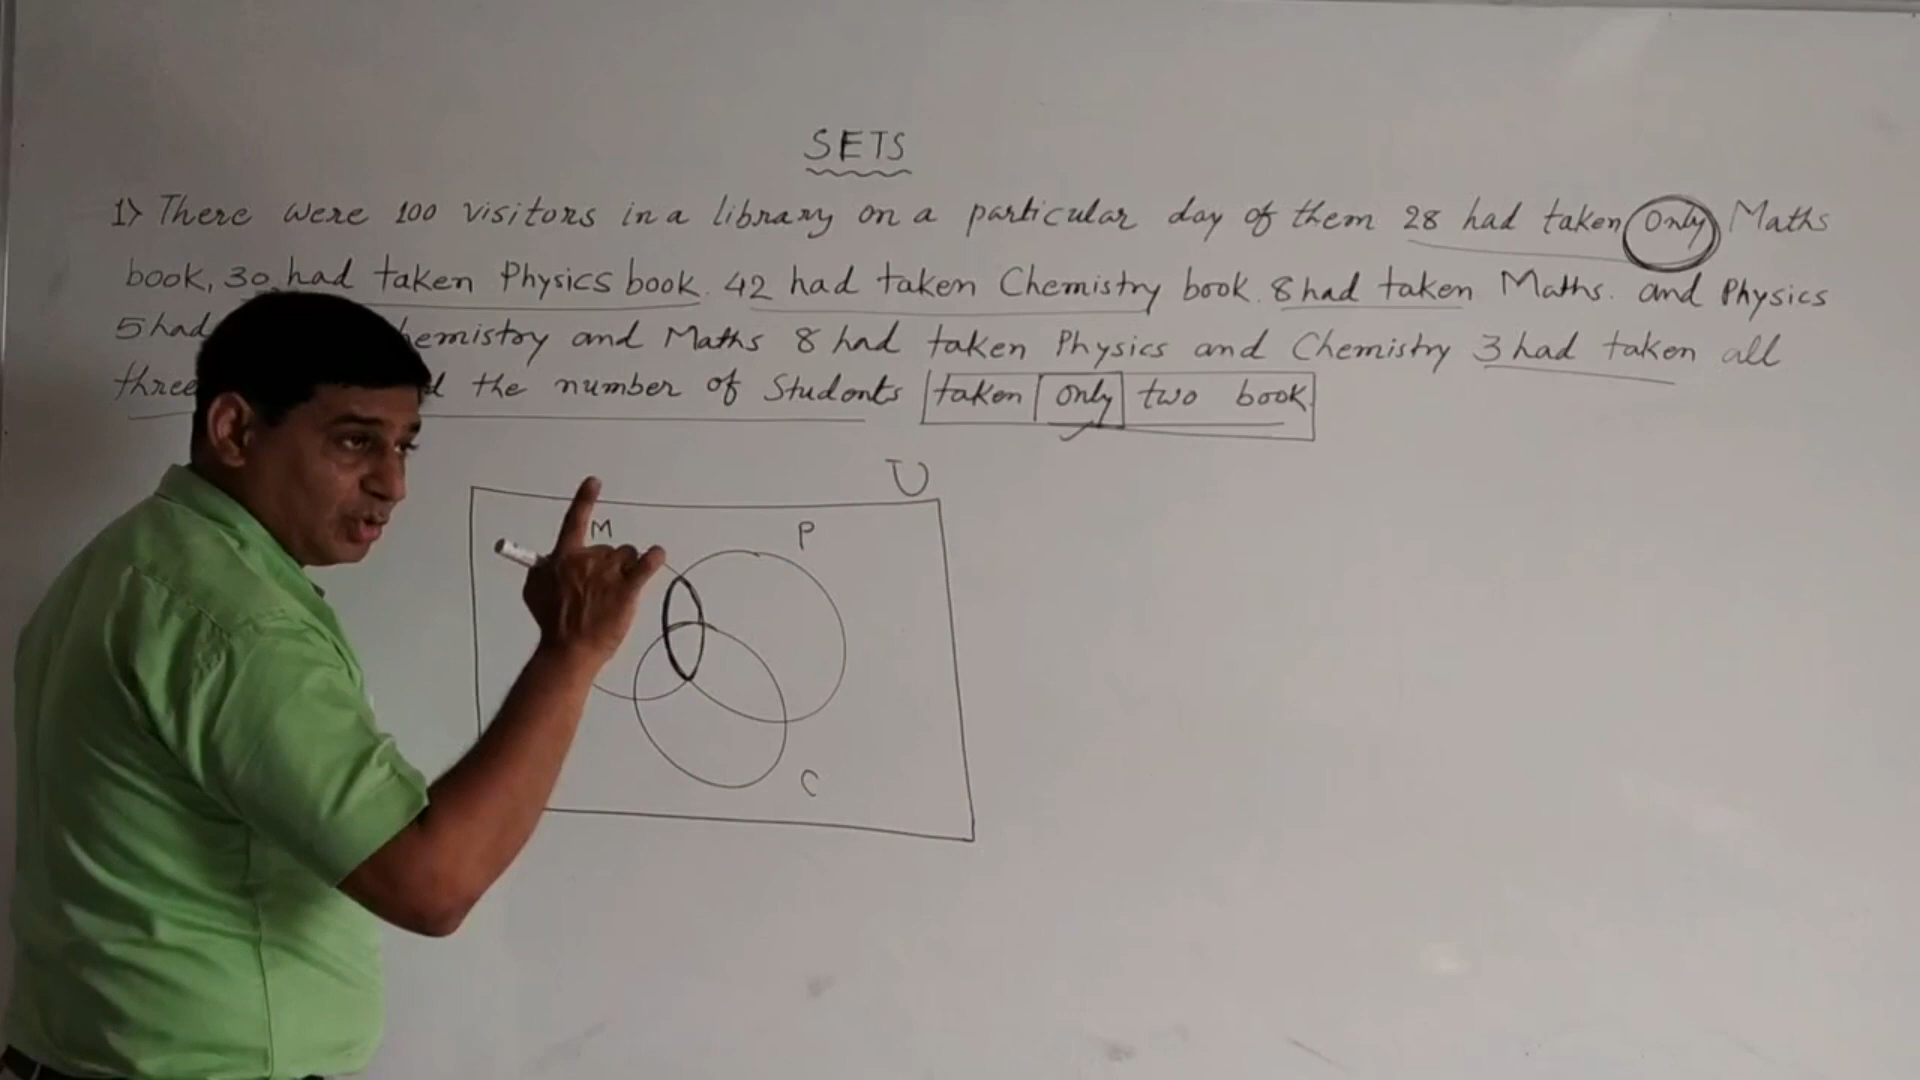 SETS
1) There were 100 visitors in a library on a particular day of them 28 had taken only Maths
book, 30 had taken Physics book. 42 had taken Chemistry book. 8 had taken Maths. and Physics
5 had emistry and Maths 8 had taken Physics and Chemistry 3 had taken all
three the number of Students taken only two book.
U
M P
C